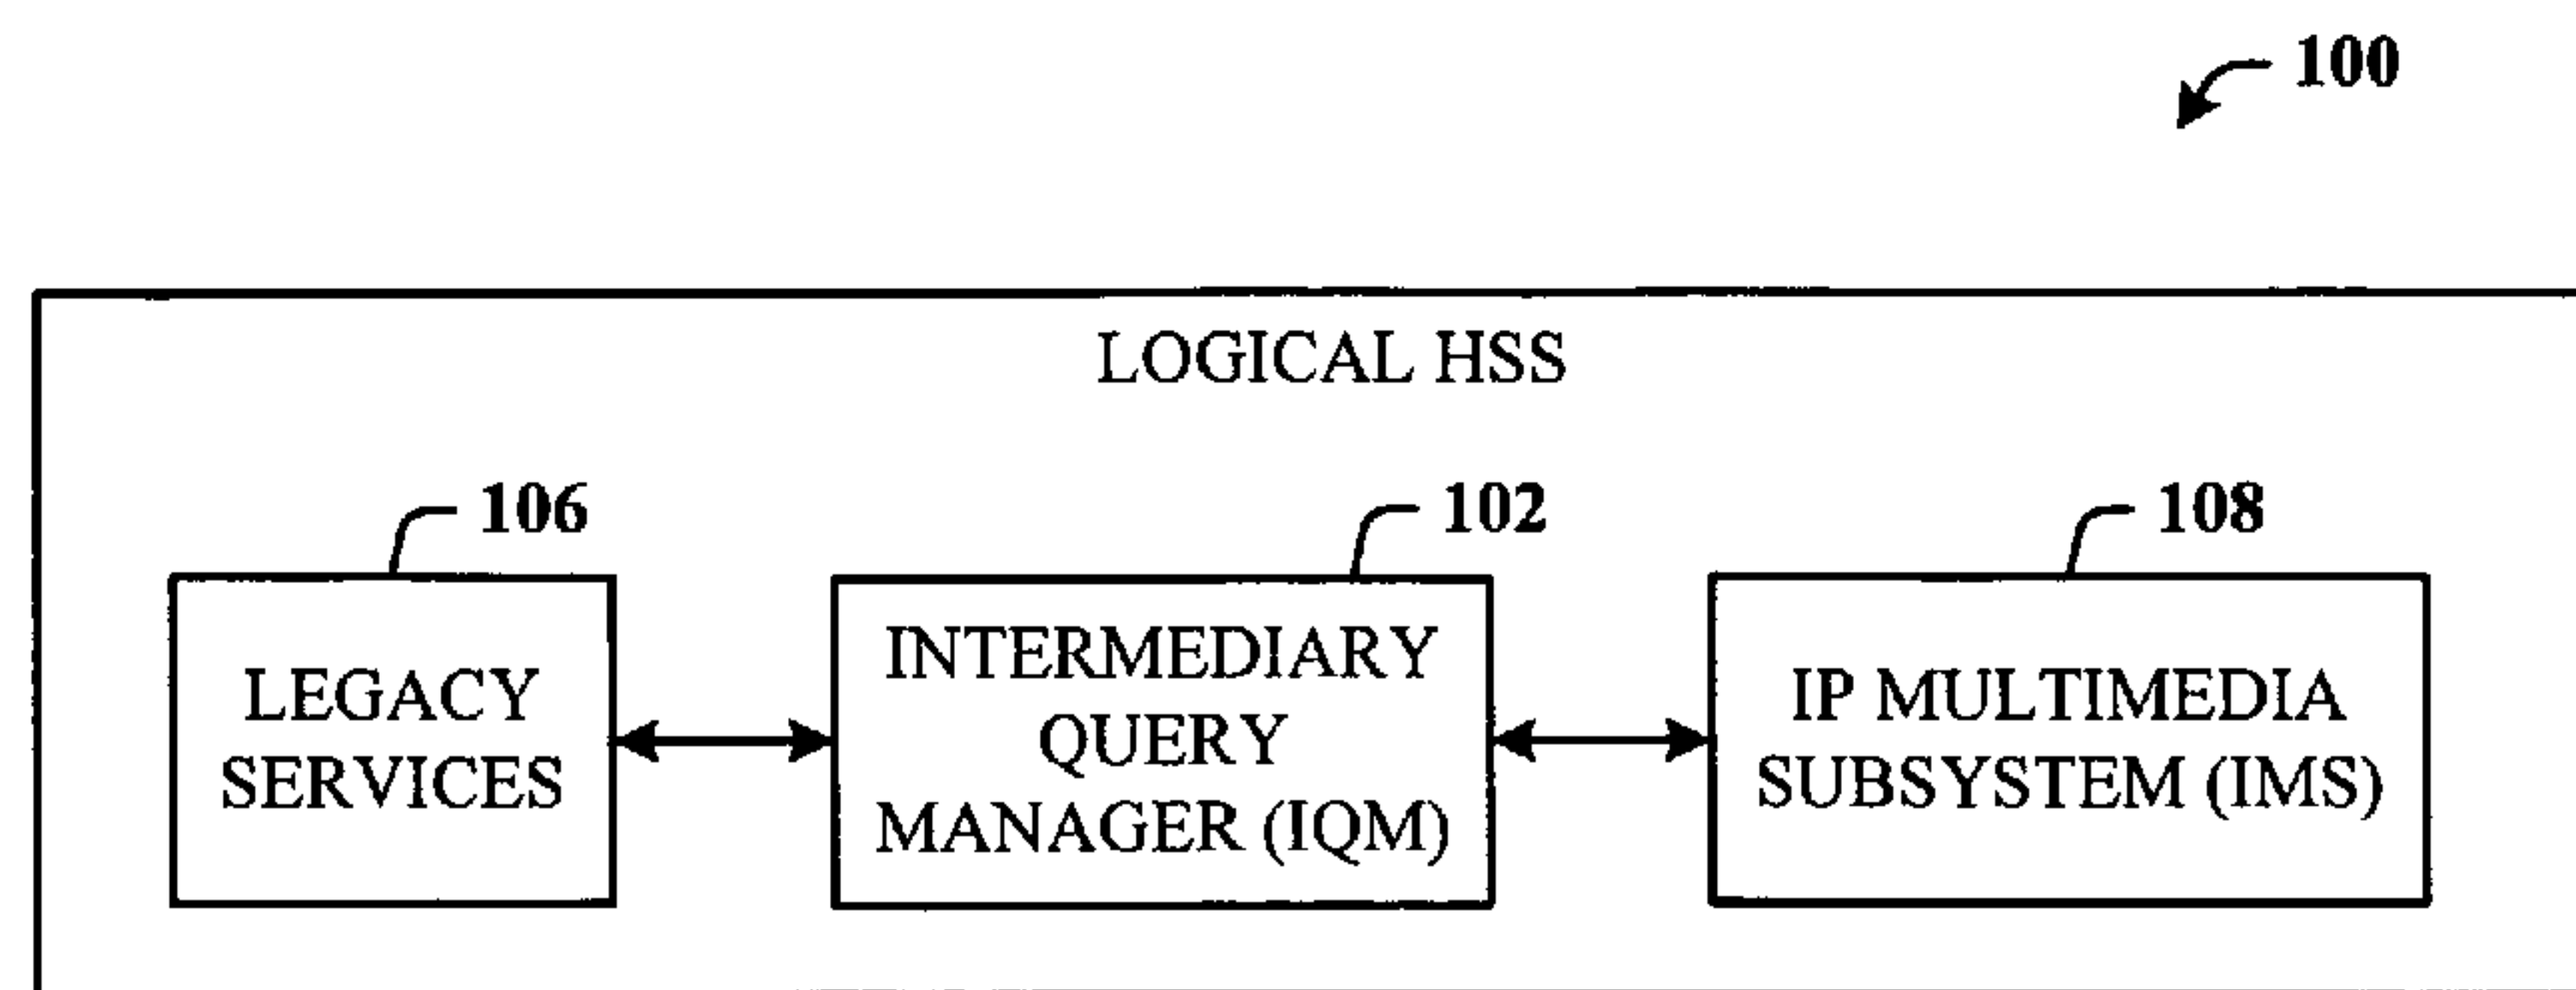 100
LOGICAL HSS
106
102
108
LEGACY
SERVICES
INTERMEDIARY
QUERY
MANAGER (IQM)
IP MULTIMEDIA
SUBSYSTEM (IMS)